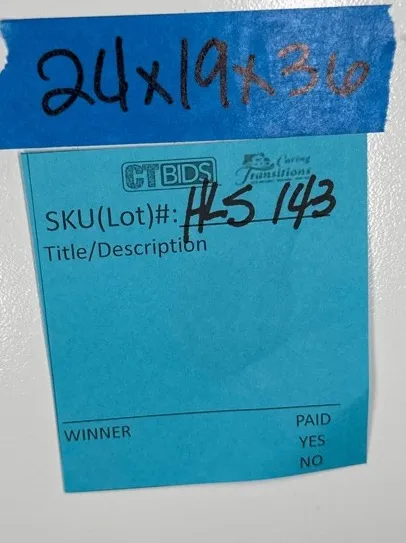 24x19x36
CTBIDS
Caring
Transitions
SKU(Lot)#: HLS 143
Title/Description
WINNER
PAID
YES
NO